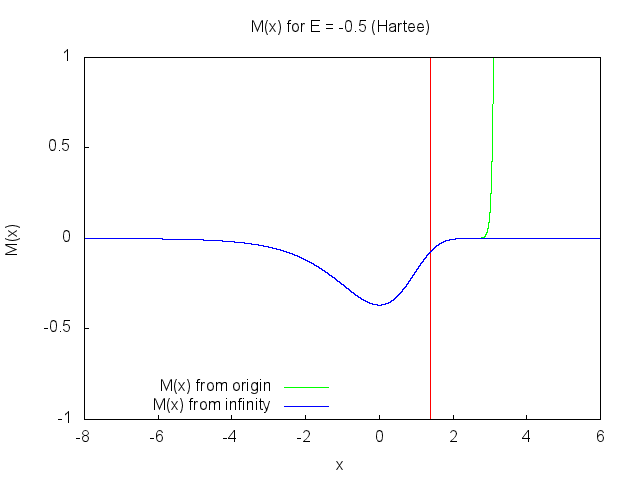 M(x) for E = -0.5 (Hartee)
1
0.5
0
-0.5
-1
M(x)
M(x) from origin
M(x) from infinity
-8 -6 -4 -2 0 2 4 6
x